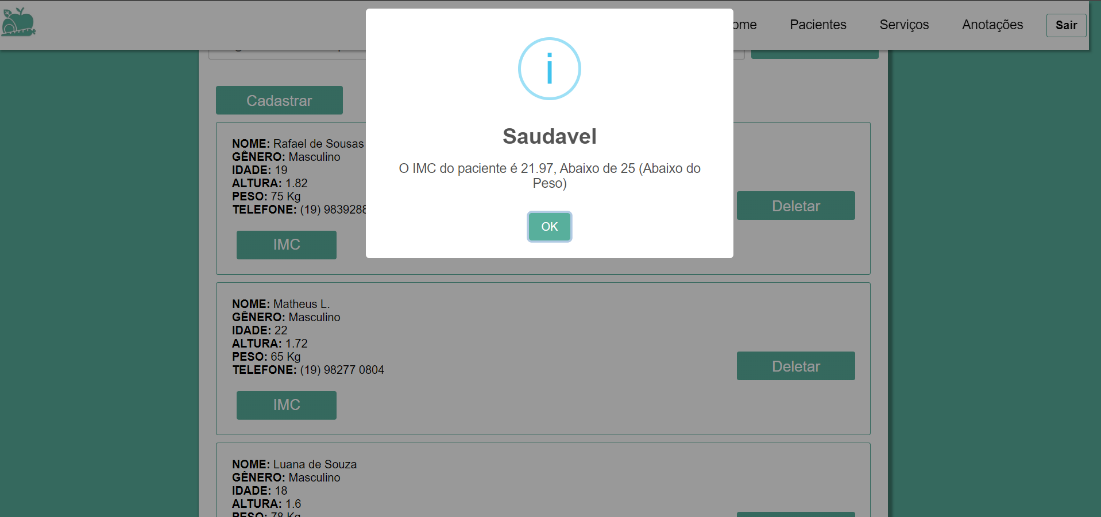 ome Pacientes Serviços Anotações Sair
Saudavel
O IMC do paciente é 21.97, Abaixo de 25 (Abaixo do
Peso)
OK
Cadastrar
NOME: Rafael de Sousas
GÊNERO: Masculino
IDADE: 19
ALTURA: 1.82
PESO: 75 Kg
TELEFONE: (19) 9839288
IMC
Deletar
NOME: Matheus L.
GÊNERO: Masculino
IDADE: 22
ALTURA: 1.72
PESO: 65 Kg
TELEFONE: (19) 98277 0804
IMC
Deletar
NOME: Luana de Souza
GÊNERO: Masculino
IDADE: 18
ALTURA: 1.6
PESO: 78 Kg